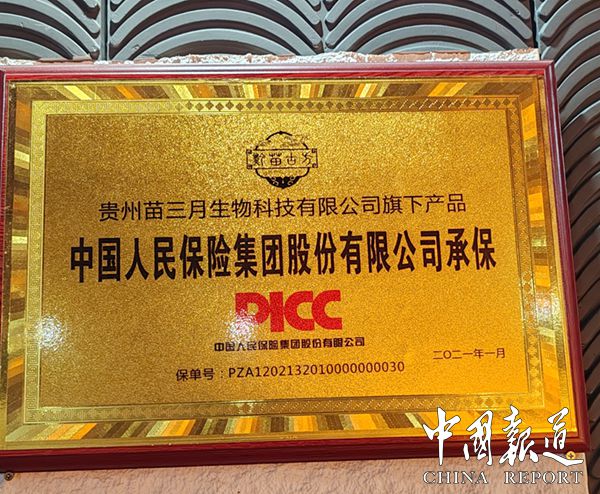 黔苗古方
贵州苗三月生物科技有限公司旗下产品
中国人民保险集团股份有限公司承保
PICC
中国人民保险集团股份有限公司
二〇二一年一月
保单号：PZA1202132010000000030
中國報道
CHINA REPORT